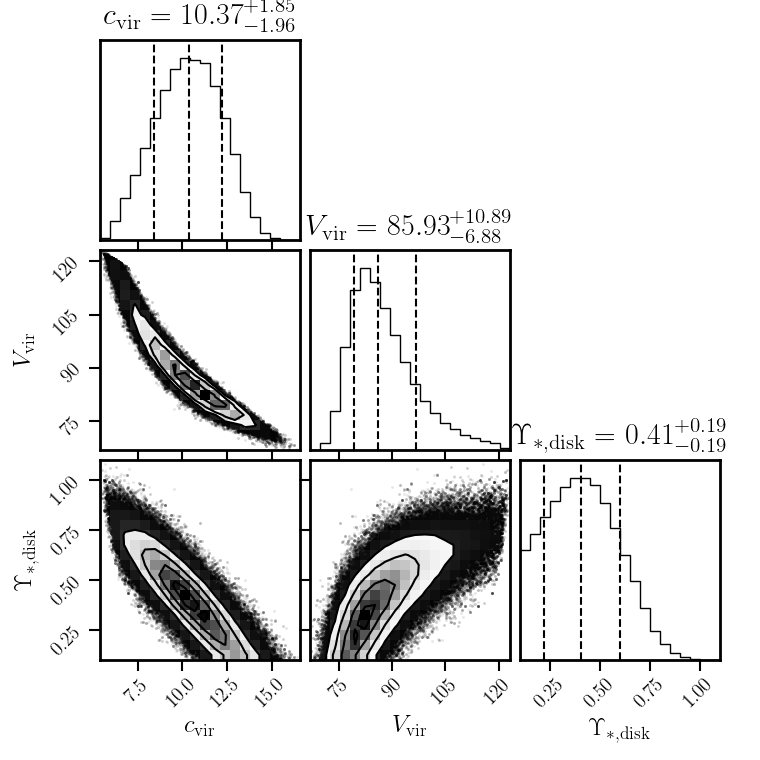 c_vir = 10.37^{+1.85}_{-1.96}
V_vir = 85.93^{+10.89}_{-6.88}
120
105
90
75
V_vir
ϒ_{*,disk} = 0.41^{+0.19}_{-0.19}
1.00
0.75
0.50
0.25
ϒ_{*,disk}
7.5 10.0 12.5 15.0
75 90 105 120
0.25 0.50 0.75 1.00
c_vir
V_vir
ϒ_{*,disk}